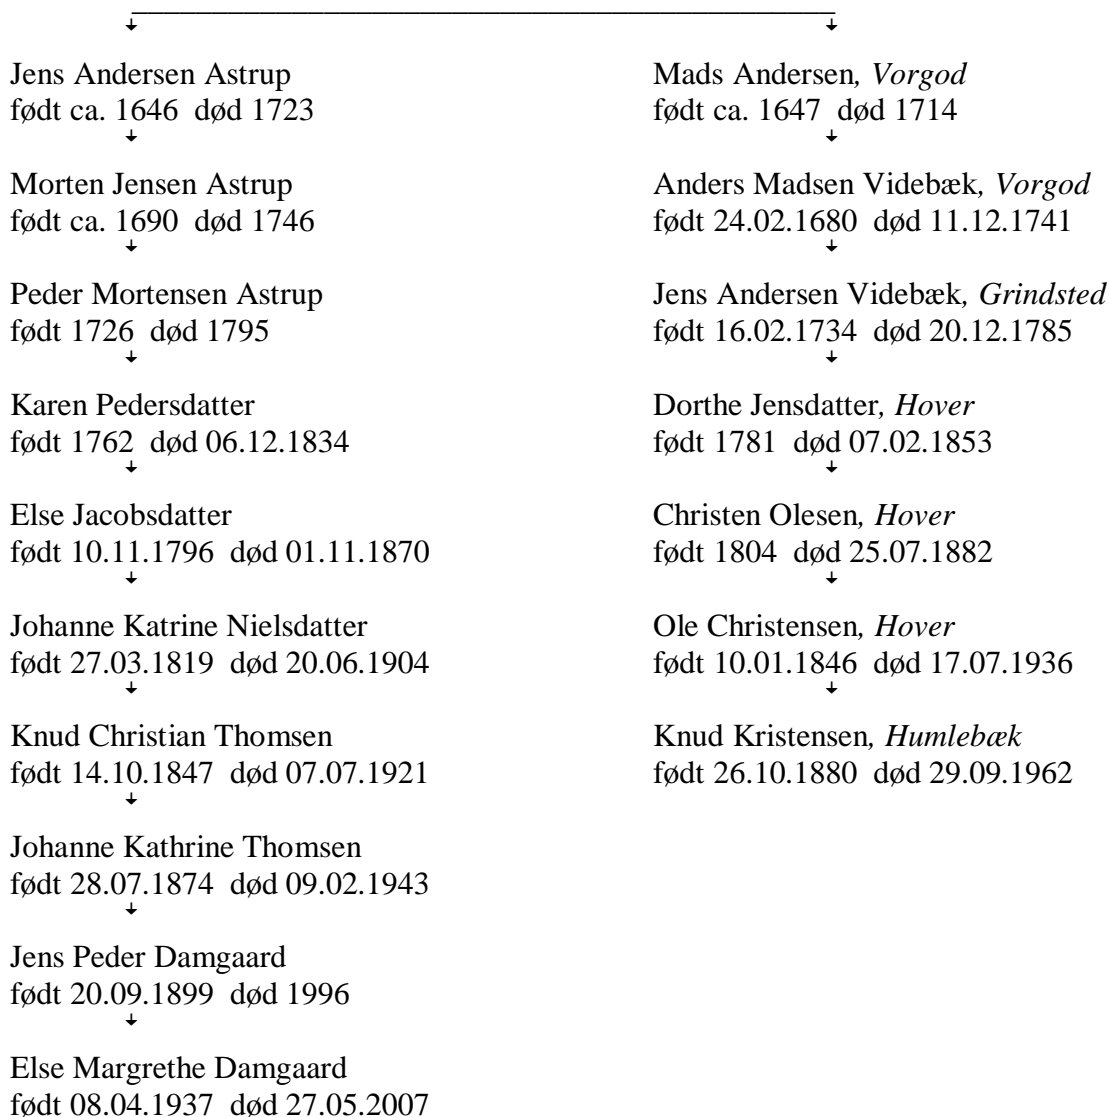 Jens Andersen Astrup
født ca. 1646 død 1723
Morten Jensen Astrup
født ca. 1690 død 1746
Peder Mortensen Astrup
født 1726 død 1795
Karen Pedersdatter
født 1762 død 06.12.1834
Else Jacobsdatter
født 10.11.1796 død 01.11.1870
Johanne Katrine Nielsdatter
født 27.03.1819 død 20.06.1904
Knud Christian Thomsen
født 14.10.1847 død 07.07.1921
Johanne Kathrine Thomsen
født 28.07.1874 død 09.02.1943
Jens Peder Damgaard
født 20.09.1899 død 1996
Else Margrethe Damgaard
født 08.04.1937 død 27.05.2007
Mads Andersen, Vorgod
født ca. 1647 død 1714
Anders Madsen Videbæk, Vorgod
født 24.02.1680 død 11.12.1741
Jens Andersen Videbæk, Grindsted
født 16.02.1734 død 20.12.1785
Dorthe Jensdatter, Hover
født 1781 død 07.02.1853
Christen Olesen, Hover
født 1804 død 25.07.1882
Ole Christensen, Hover
født 10.01.1846 død 17.07.1936
Knud Kristensen, Humlebæk
født 26.10.1880 død 29.09.1962